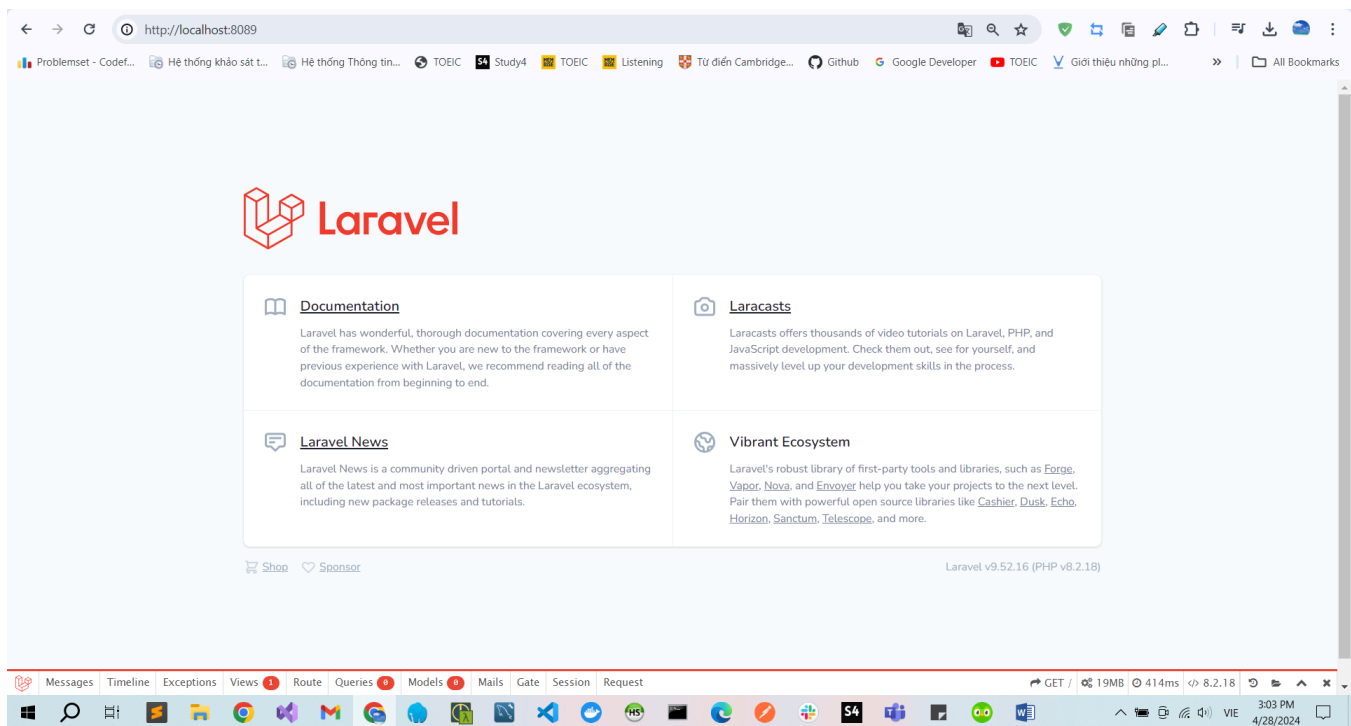 http://localhost:8089
Problemset - Codef... Hệ thống khảo sát t... Hệ thống Thông tin... TOEIC S4 Study4 TOEIC Listening Từ điển Cambridge... Github Google Developer TOEIC Giới thiệu những pl... » All Bookmarks
Laravel
Documentation
Laravel has wonderful, thorough documentation covering every aspect
of the framework. Whether you are new to the framework or have
previous experience with Laravel, we recommend reading all of the
documentation from beginning to end.
Laracasts
Laracasts offers thousands of video tutorials on Laravel, PHP, and
JavaScript development. Check them out, see for yourself, and
massively level up your development skills in the process.
Laravel News
Laravel News is a community driven portal and newsletter aggregating
all of the latest and most important news in the Laravel ecosystem,
including new package releases and tutorials.
Vibrant Ecosystem
Laravel's robust library of first-party tools and libraries, such as Forge,
Vapor, Nova, and Envoyer help you take your projects to the next level.
Pair them with powerful open source libraries like Cashier, Dusk, Echo,
Horizon, Sanctum, Telescope, and more.
Shop Sponsor
Laravel v9.52.16 (PHP v8.2.18)
Messages Timeline Exceptions Views 1 Route Queries 0 Models 0 Mails Gate Session Request GET / 19MB 414ms 8.2.18
S4 VIE 3:03 PM
4/28/2024